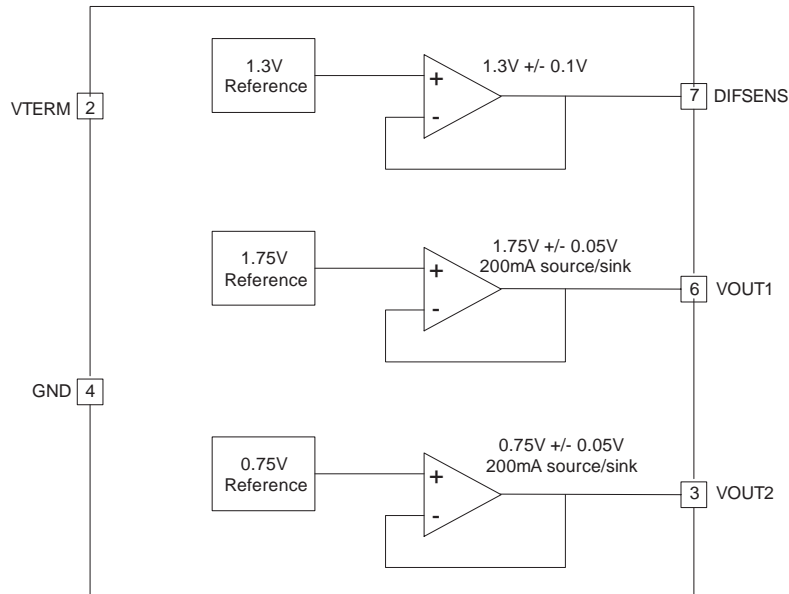 1.3V
Reference
+
-
1.3V +/- 0.1V
VTERM 2
7 DIFSENS
1.75V
Reference
+
-
1.75V +/- 0.05V
200mA source/sink
6 VOUT1
GND 4
0.75V
Reference
+
-
0.75V +/- 0.05V
200mA source/sink
3 VOUT2